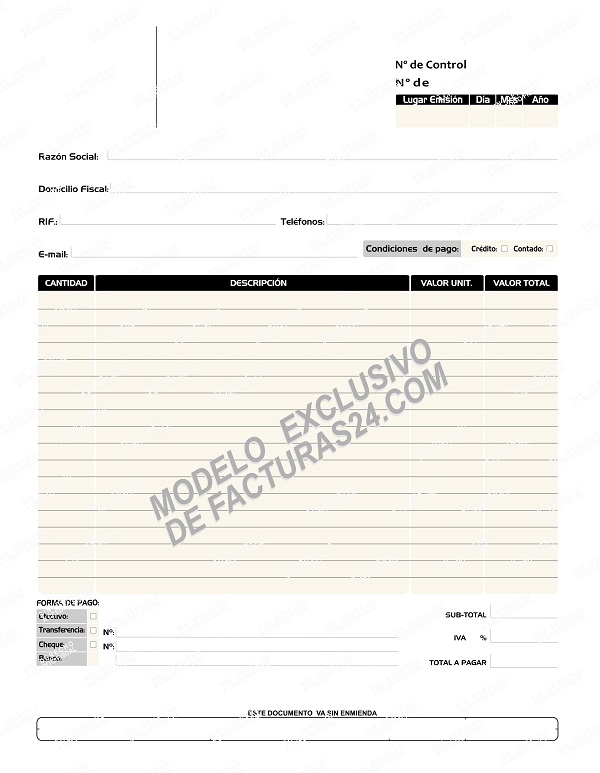 N° de Control
N° de
Lugar Emisión Día Mes Año
Razón Social:
Domicilio Fiscal:
RIF.: Teléfonos:
E-mail: Condiciones de pago: Crédito: Contado:
CANTIDAD DESCRIPCIÓN VALOR UNIT. VALOR TOTAL
MODELO EXCLUSIVO
DE FACTURAS24.COM
FORMA DE PAGO:
Efectivo: SUB-TOTAL
Transferencia: N°:
IVA %
Cheque N°:
Banco: TOTAL A PAGAR
ESTE DOCUMENTO VA SIN ENMIENDA